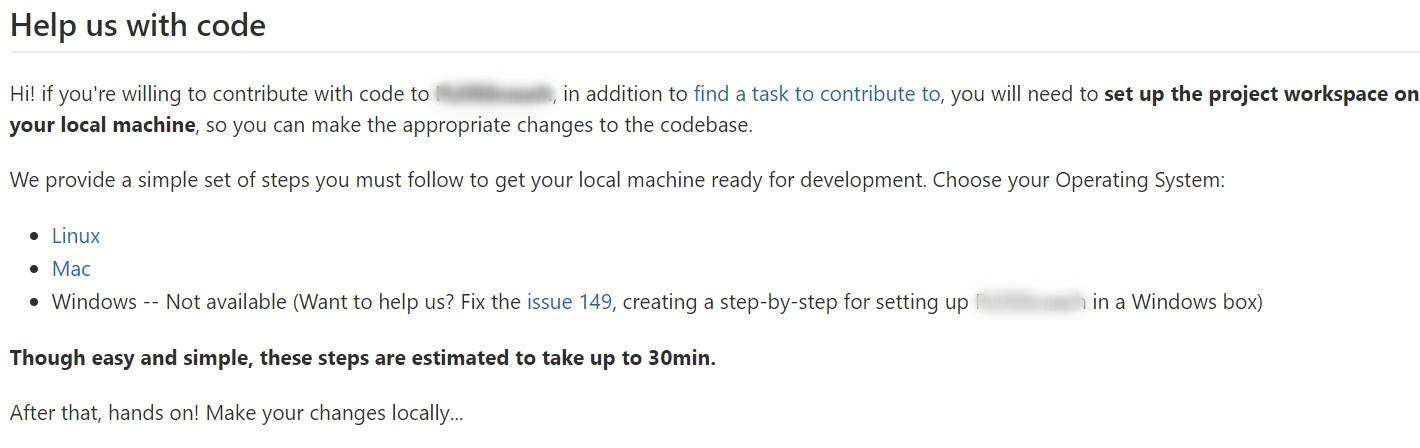 Help us with code
Hi! if you're willing to contribute with code to , in addition to find a task to contribute to, you will need to set up the project workspace on
your local machine, so you can make the appropriate changes to the codebase.
We provide a simple set of steps you must follow to get your local machine ready for development. Choose your Operating System:
Linux
Mac
Windows -- Not available (Want to help us? Fix the issue 149, creating a step-by-step for setting up in a Windows box)
Though easy and simple, these steps are estimated to take up to 30min.
After that, hands on! Make your changes locally...